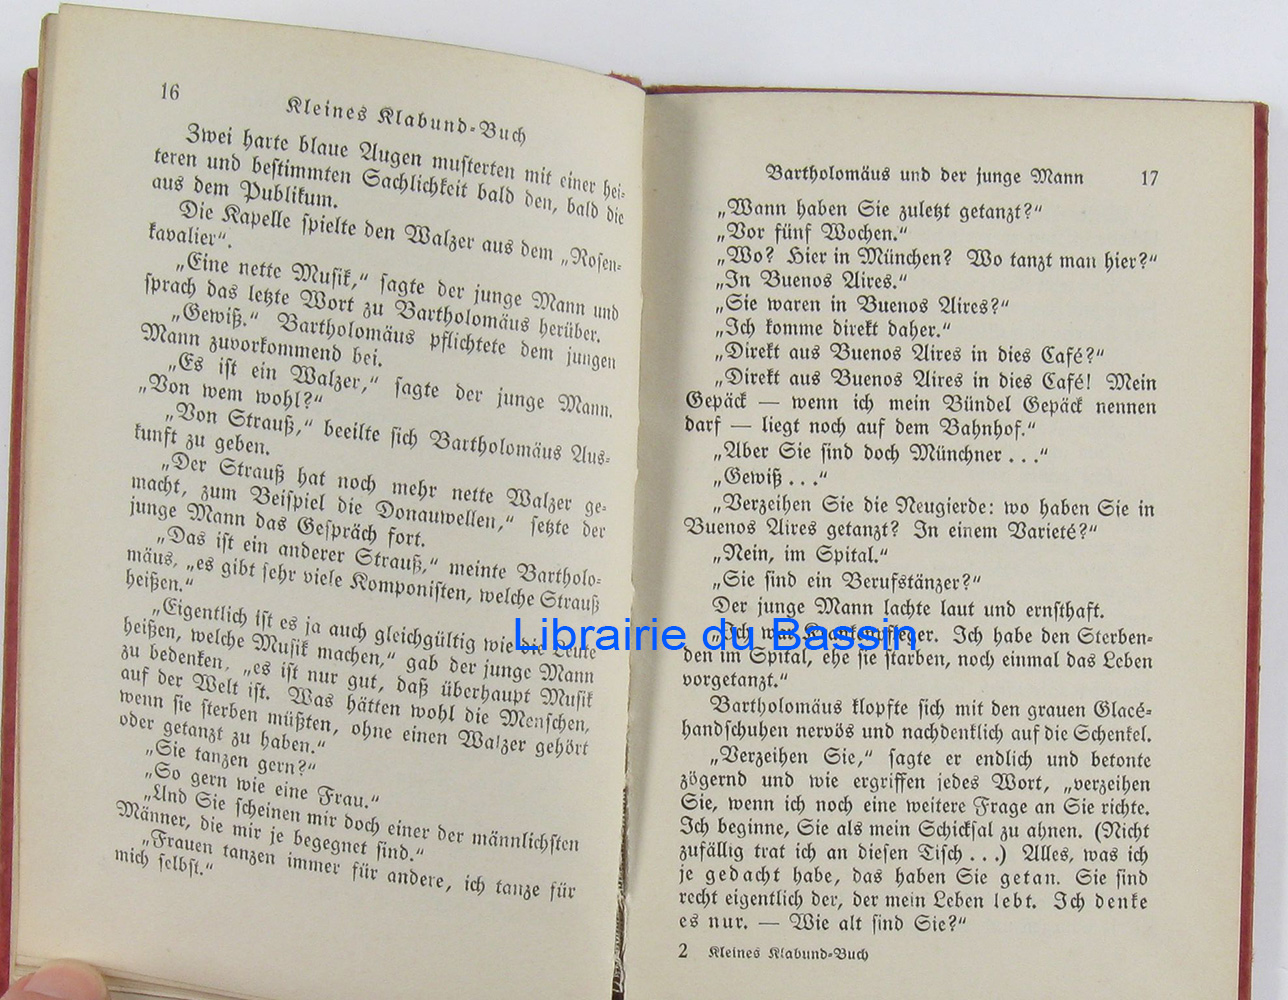 16
Kleines Klabund-Buch
Zwei harte blaue Augen musterten mit einer hei-
teren und bestimmten Sachlichkeit bald den, bald die
aus dem Publikum.
Die Kapelle spielte den Walzer aus dem „Rosen-
kavalier“.
„Eine nette Musik,“ sagte der junge Mann und
sprach das letzte Wort zu Bartholomäus herüber.
„Gewiß.“ Bartholomäus pflichtete dem jungen
Mann zuvorkommend bei.
„Es ist ein Walzer,“ sagte der junge Mann.
„Von wem wohl?“
„Von Strauß,“ beeilte sich Bartholomäus Aus-
kunft zu geben.
„Der Strauß hat noch mehr nette Walzer ge-
macht, zum Beispiel die Donauwellen,“ setzte der
junge Mann das Gespräch fort.
„Das ist ein anderer Strauß,“ meinte Bartholo-
mäus, „es gibt sehr viele Komponisten, welche Strauß
heißen.“
„Eigentlich ist es ja auch gleichgültig wie die Leute
heißen, welche Musik machen,“ gab der junge Mann
zu bedenken, „es ist nur gut, daß überhaupt Musik
auf der Welt ist. Was hätten wohl die Menschen,
wenn sie sterben müßten, ohne einen Walzer gehört
oder getanzt zu haben.“
„Sie tanzen gern?“
„So gern wie eine Frau.“
„Und Sie scheinen mir doch einer der männlichsten
Männer, die mir je begegnet sind.“
„Frauen tanzen immer für andere, ich tanze für
mich selbst.“
Bartholomäus und der junge Mann 17
„Wann haben Sie zuletzt getanzt?“
„Vor fünf Wochen.“
„Wo? Hier in München? Wo tanzt man hier?“
„In Buenos Aires.“
„Sie waren in Buenos Aires?“
„Ich komme direkt daher.“
„Direkt aus Buenos Aires in dies Café?“
„Direkt aus Buenos Aires in dies Café! Mein
Gepäck — wenn ich mein Bündel Gepäck nennen
darf — liegt noch auf dem Bahnhof.“
„Aber Sie sind doch Münchner . . .“
„Gewiß . . .“
„Verzeihen Sie die Neugierde: wo haben Sie in
Buenos Aires getanzt? In einem Varieté?“
„Nein, im Spital.“
„Sie sind ein Berufstänzer?“
Der junge Mann lachte laut und ernsthaft.
„Ich war Krankenpfleger. Ich habe den Sterben-
den im Spital, ehe sie starben, noch einmal das Leben
vorgetanzt.“
Bartholomäus klopfte sich mit den grauen Glacé-
handschuhen nervös und nachdenklich auf die Schenkel.
„Verzeihen Sie,“ sagte er endlich und betonte
zögernd und wie ergriffen jedes Wort, „verzeihen
Sie, wenn ich noch eine weitere Frage an Sie richte.
Ich beginne, Sie als mein Schicksal zu ahnen. (Nicht
zufällig trat ich an diesen Tisch . . .) Alles, was ich
je gedacht habe, das haben Sie getan. Sie sind
recht eigentlich der, der mein Leben lebt. Ich denke
es nur. — Wie alt sind Sie?“
2 Kleines Klabund-Buch
Librairie du Bassin